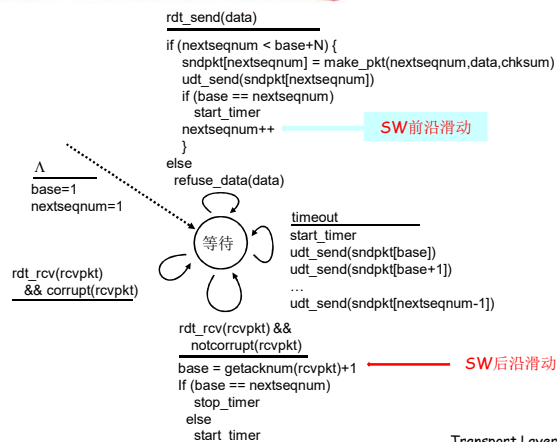 rdt_send(data)
if (nextseqnum < base+N) {
sndpkt[nextseqnum] = make_pkt(nextseqnum,data,chksum)
udt_send(sndpkt[nextseqnum])
if (base == nextseqnum)
start_timer
nextseqnum++
SW前沿滑动
}
else
refuse_data(data)
Λ
base=1
nextseqnum=1
等待
timeout
start_timer
udt_send(sndpkt[base])
udt_send(sndpkt[base+1])
…
udt_send(sndpkt[nextseqnum-1])
rdt_rcv(rcvpkt)
&& corrupt(rcvpkt)
rdt_rcv(rcvpkt) &&
notcorrupt(rcvpkt)
base = getacknum(rcvpkt)+1
SW后沿滑动
If (base == nextseqnum)
stop_timer
else
start_timer
Transport Layer